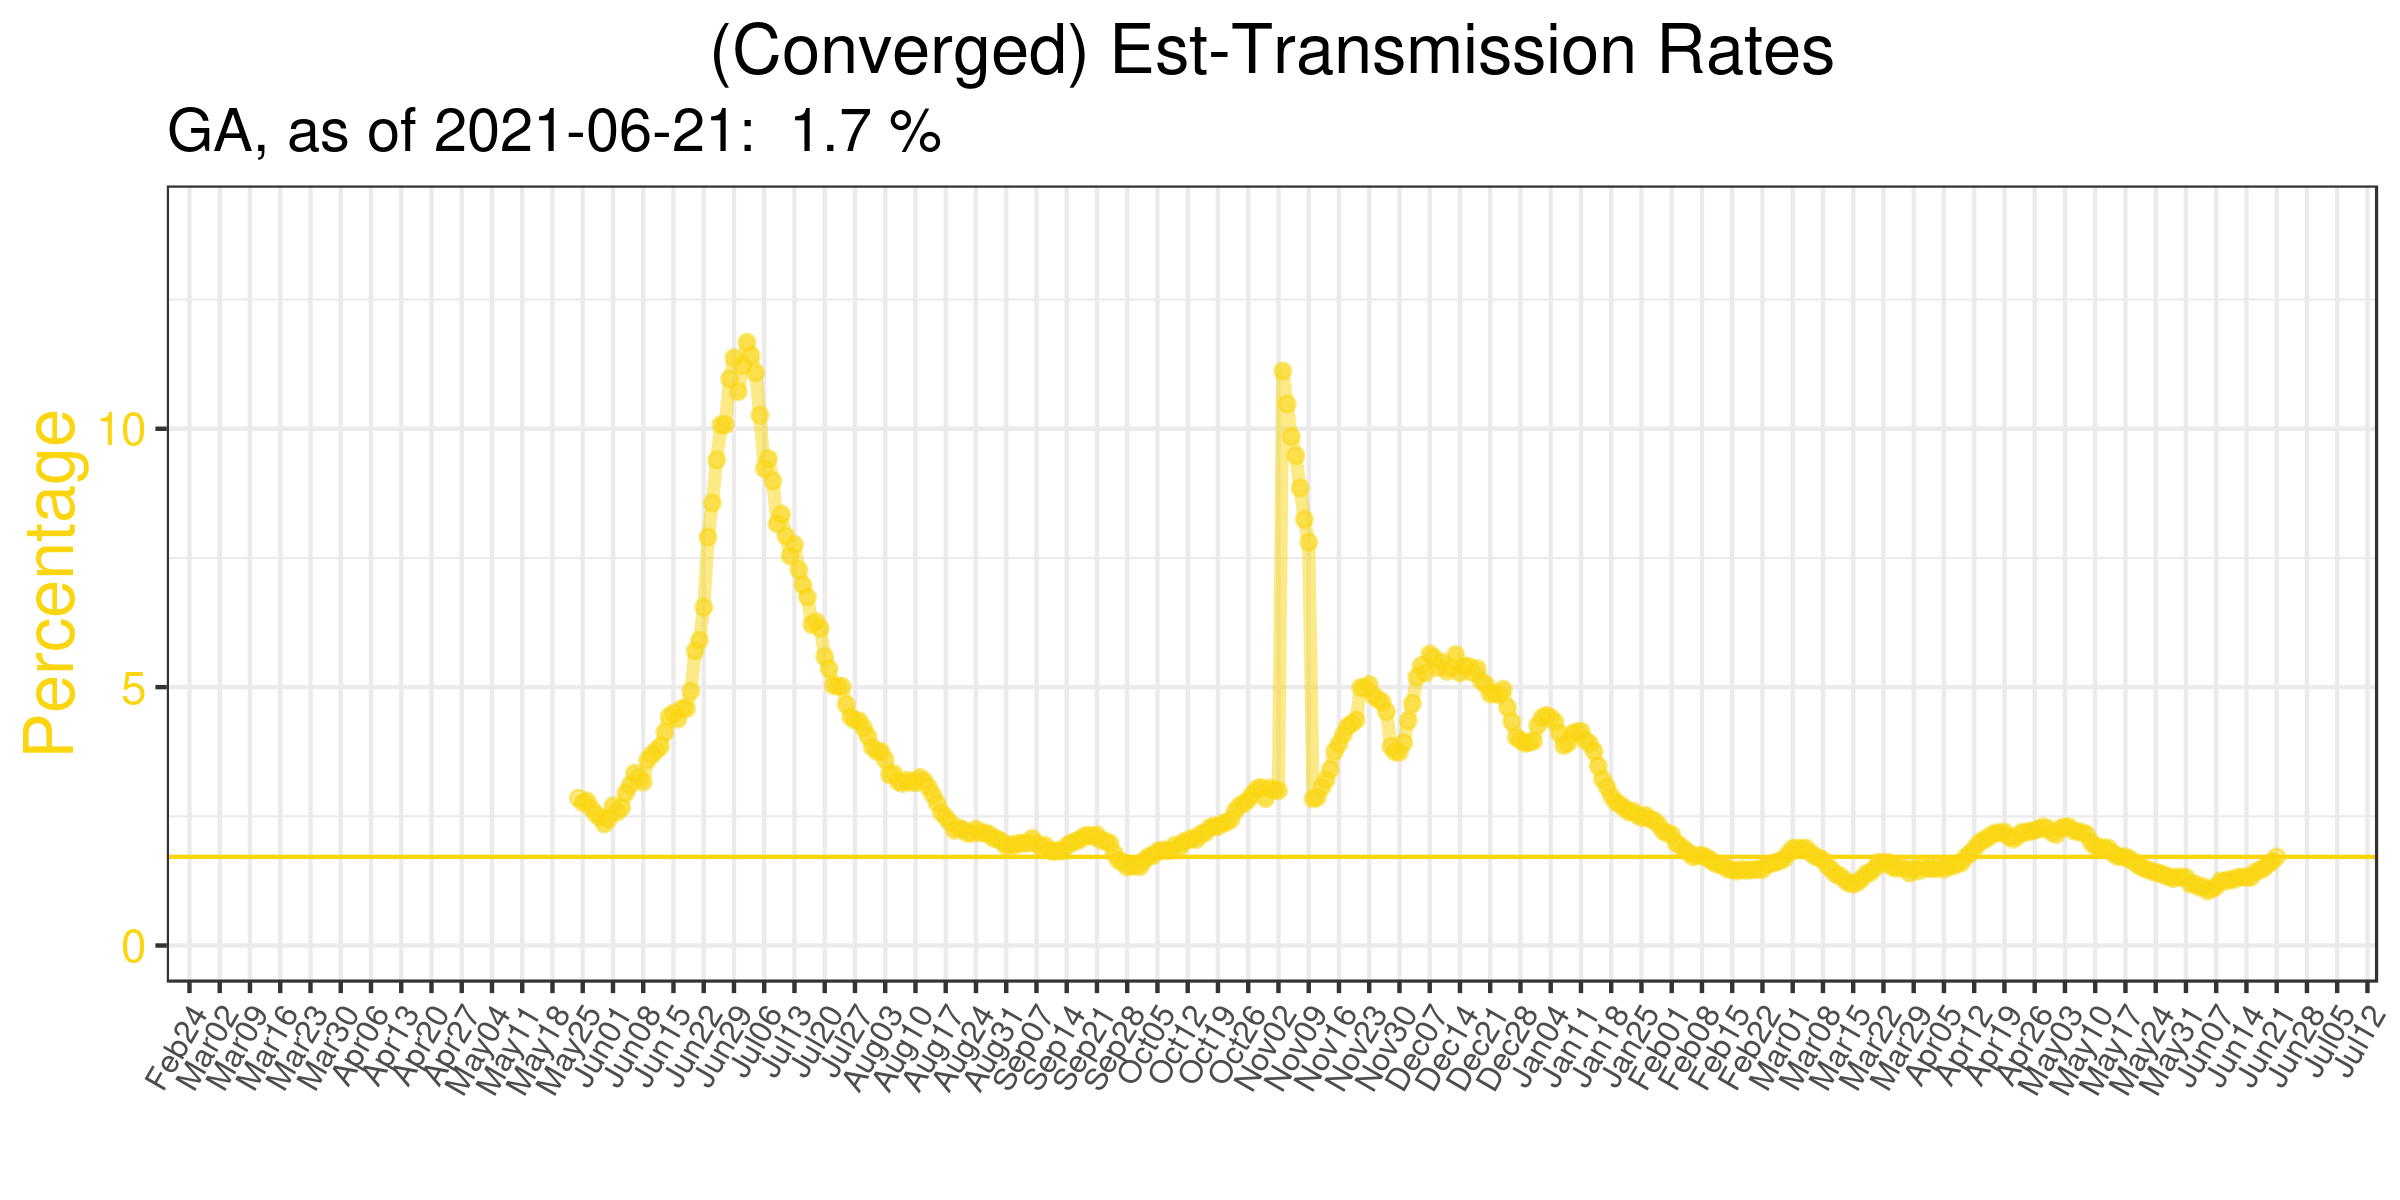 (Converged) Est-Transmission Rates
GA, as of 2021-06-21:  1.7 %
Percentage
10
5
0
Feb24
Mar02
Mar09
Mar16
Mar23
Mar30
Apr06
Apr13
Apr20
Apr27
May04
May11
May18
May25
Jun01
Jun08
Jun15
Jun22
Jun29
Jul06
Jul13
Jul20
Jul27
Aug03
Aug10
Aug17
Aug24
Aug31
Sep07
Sep14
Sep21
Sep28
Oct05
Oct12
Oct19
Oct26
Nov02
Nov09
Nov16
Nov23
Nov30
Dec07
Dec14
Dec21
Dec28
Jan04
Jan11
Jan18
Jan25
Feb01
Feb08
Feb15
Feb22
Mar01
Mar08
Mar15
Mar22
Mar29
Apr05
Apr12
Apr19
Apr26
May03
May10
May17
May24
May31
Jun07
Jun14
Jun21
Jun28
Jul05
Jul12